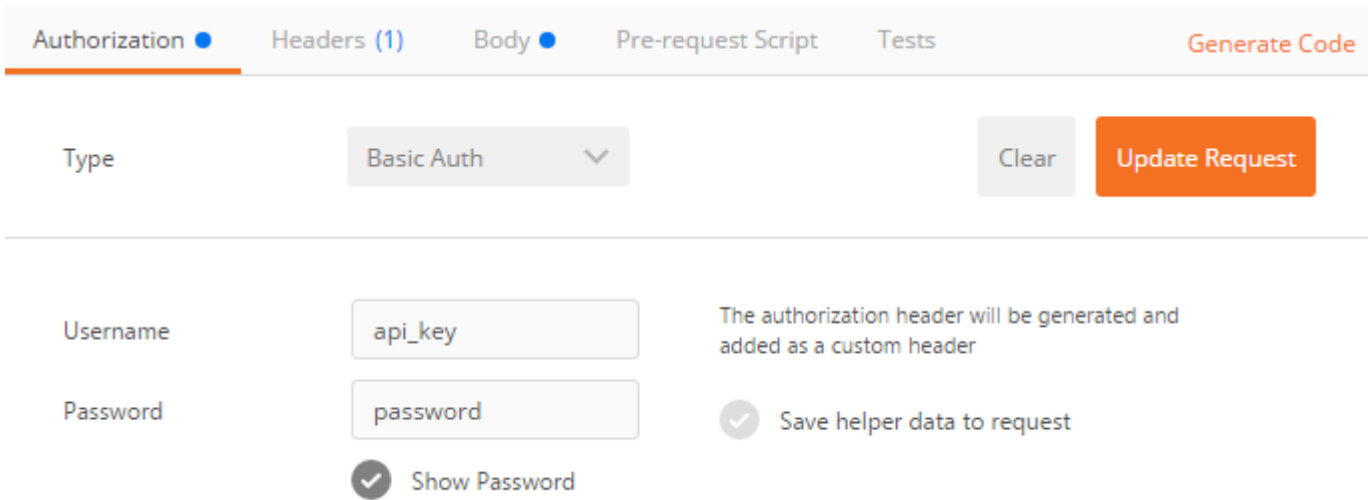 Authorization Headers (1) Body Pre-request Script Tests Generate Code
Type Basic Auth Clear Update Request
Username api_key The authorization header will be generated and
added as a custom header
Password password Save helper data to request
Show Password